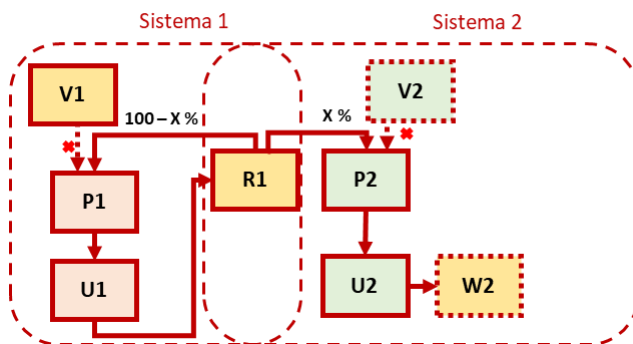 Sistema 1
Sistema 2
V1
V2
100 – X %
X %
P1
R1
P2
U1
U2
W2